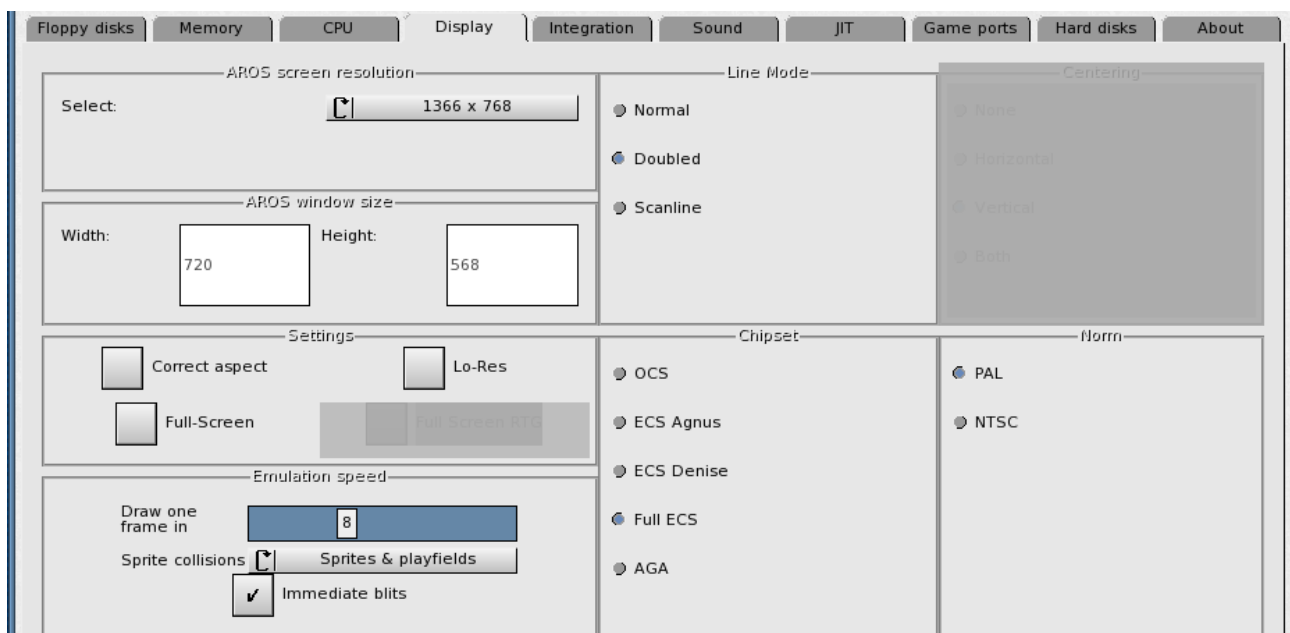 Floppy disks Memory CPU Display Integration Sound JIT Game ports Hard disks About
AROS screen resolution
Select: 1366 x 768
AROS window size
Width: 720 Height: 568
Settings
Correct aspect Lo-Res
Full-Screen Full Screen RTG
Emulation speed
Draw one
frame in 8
Sprite collisions Sprites & playfields
Immediate blits
Line Mode
Normal
Doubled
Scanline
Chipset
OCS
ECS Agnus
ECS Denise
Full ECS
AGA
Centering
None
Horizontal
Vertical
Both
Norm
PAL
NTSC